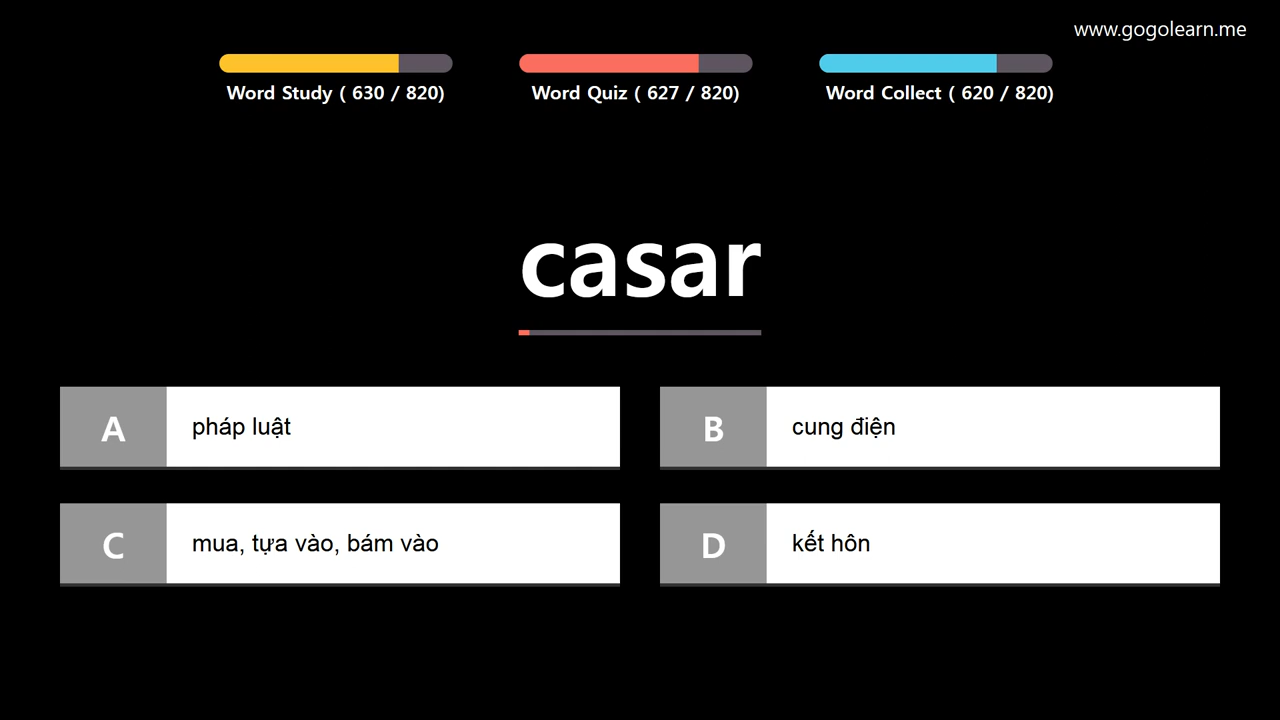 www.gogolearn.me
Word Study ( 630 / 820)
Word Quiz ( 627 / 820)
Word Collect ( 620 / 820)
casar
A
pháp luật
B
cung điện
C
mua, tựa vào, bám vào
D
kết hôn